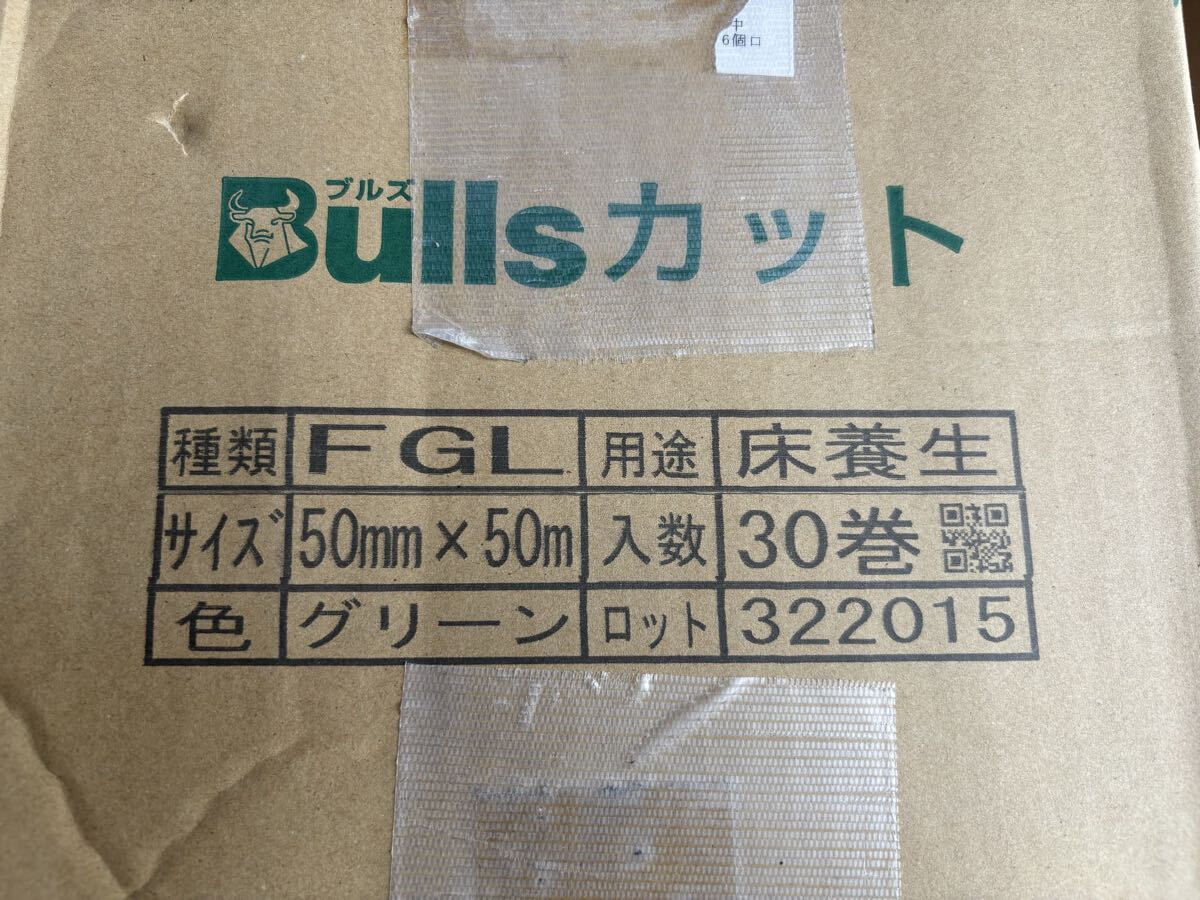 中
6個口
ブルズ
Bullsカット
種類 FGL 用途 床養生
サイズ 50mm×50m 入数 30巻
色 グリーン ロット 322015